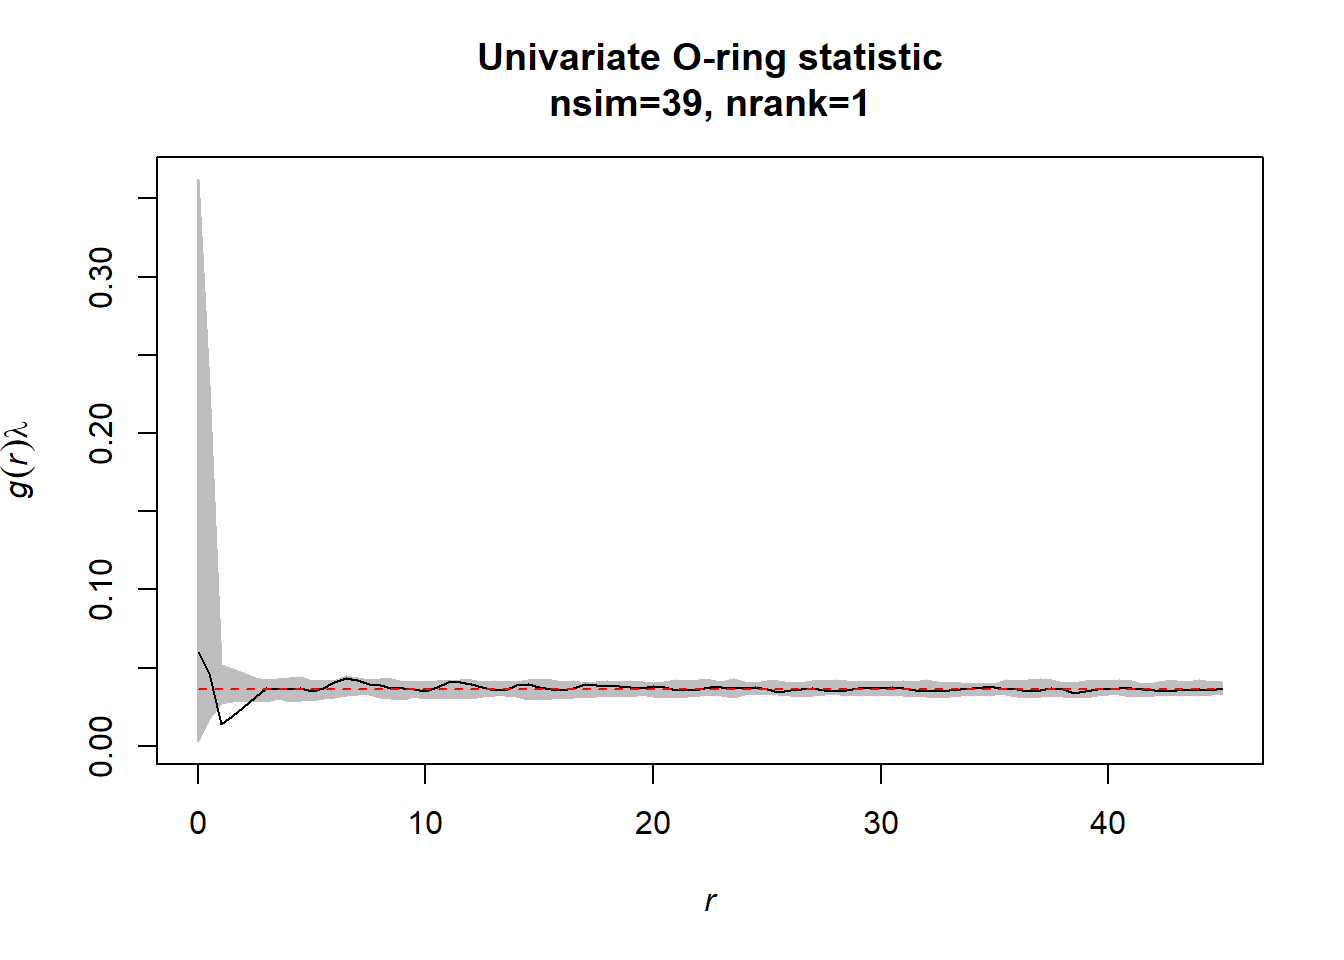 Univariate O-ring statistic
nsim=39, nrank=1
g(r)λ
0.30
0.20
0.10
0.00
0 10 20 30 40
r